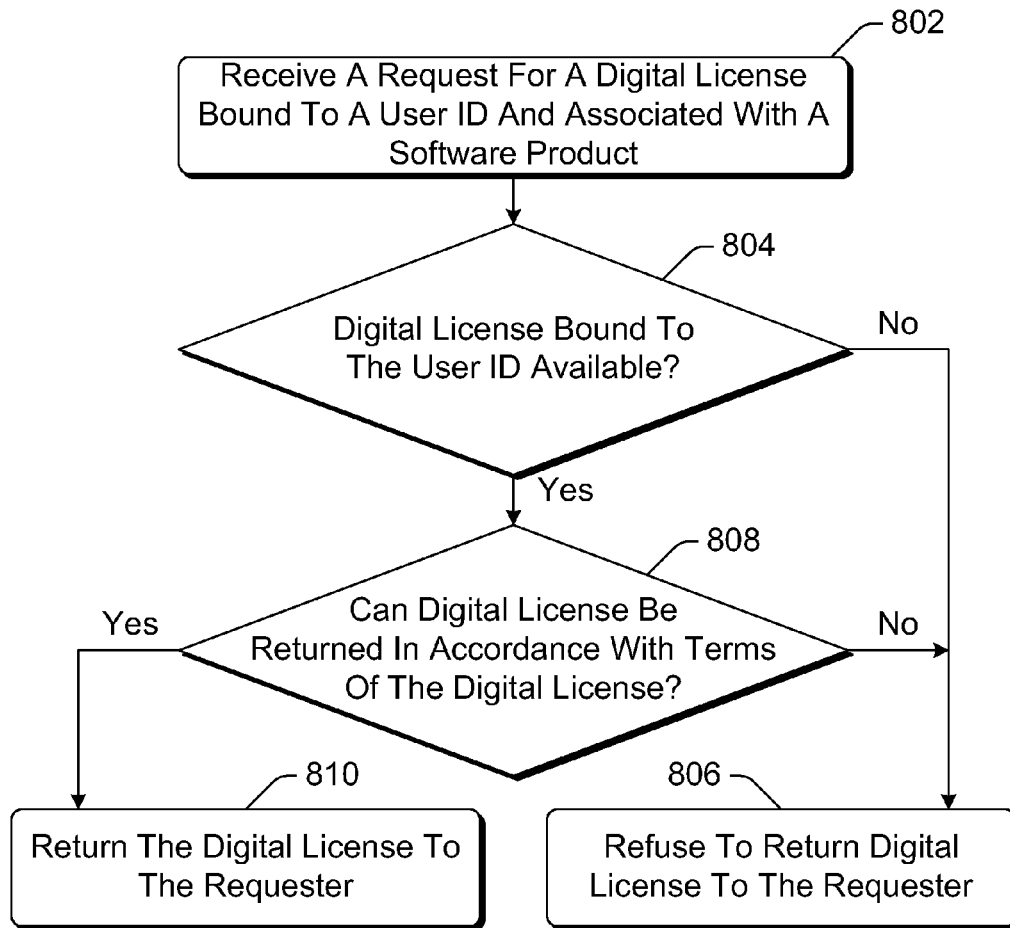 802
Receive A Request For A Digital License
Bound To A User ID And Associated With A
Software Product
804
Digital License Bound To
The User ID Available?
No
Yes
808
Can Digital License Be
Returned In Accordance With Terms
Of The Digital License?
Yes
No
810
Return The Digital License To
The Requester
806
Refuse To Return Digital
License To The Requester